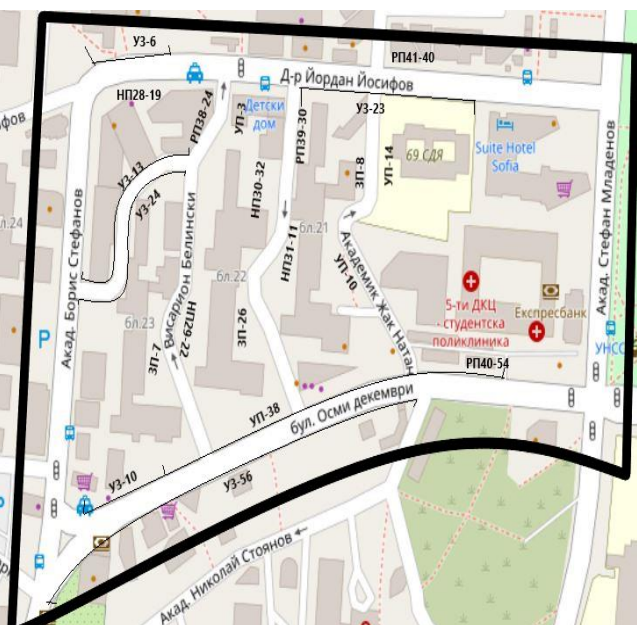 УЗ-6
РП41-40
Д-р Йордан Йосифов
НП28-19
РП38-24
УП-3
Детски
дом
РП39-30
УЗ-23
69 СДЯ
Suite Hotel
Sofia
ЗП-8
УП-14
УЗ-13
УЗ-24
НП30-32
Акад. Стефан Младенов
л.24
Акад. Борис Стефанов
Висарион Белински
бл.21
НП31-11
Академик Жак Натан
УП-10
бл.22
5-ти ДКЦ
- студентска
поликлиника
Експресбанк
УНСС
бл.23
НП29-22
ЗП-7
ЗП-26
P
РП40-54
УП-38
бул. Осми декември
УЗ-10
УЗ-56
Акад. Николай Стоянов